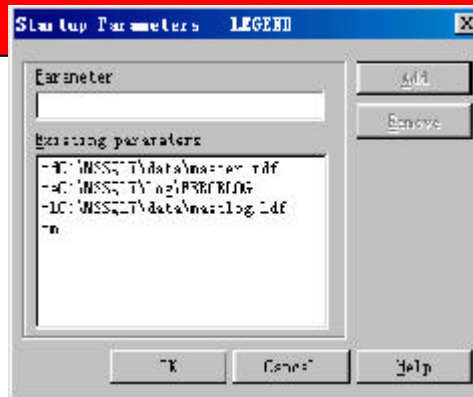 Startup Parameters LEGEND
Parameter
Add
Remove
Existing parameters
-dC:\MSSQL7\data\master.mdf
-eC:\MSSQL7\log\ERRORLOG
-lC:\MSSQL7\data\mastlog.ldf
-m
OK
Cancel
Help